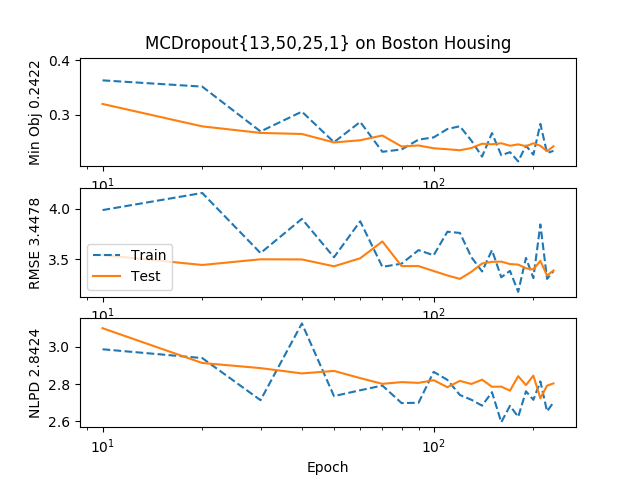 MCDropout{13,50,25,1} on Boston Housing
Min Obj 0.2422
0.4
0.3
10¹
10²
RMSE 3.4478
4.0
3.5
Train
Test
10¹
10²
NLPD 2.8424
3.0
2.8
2.6
10¹
10²
Epoch